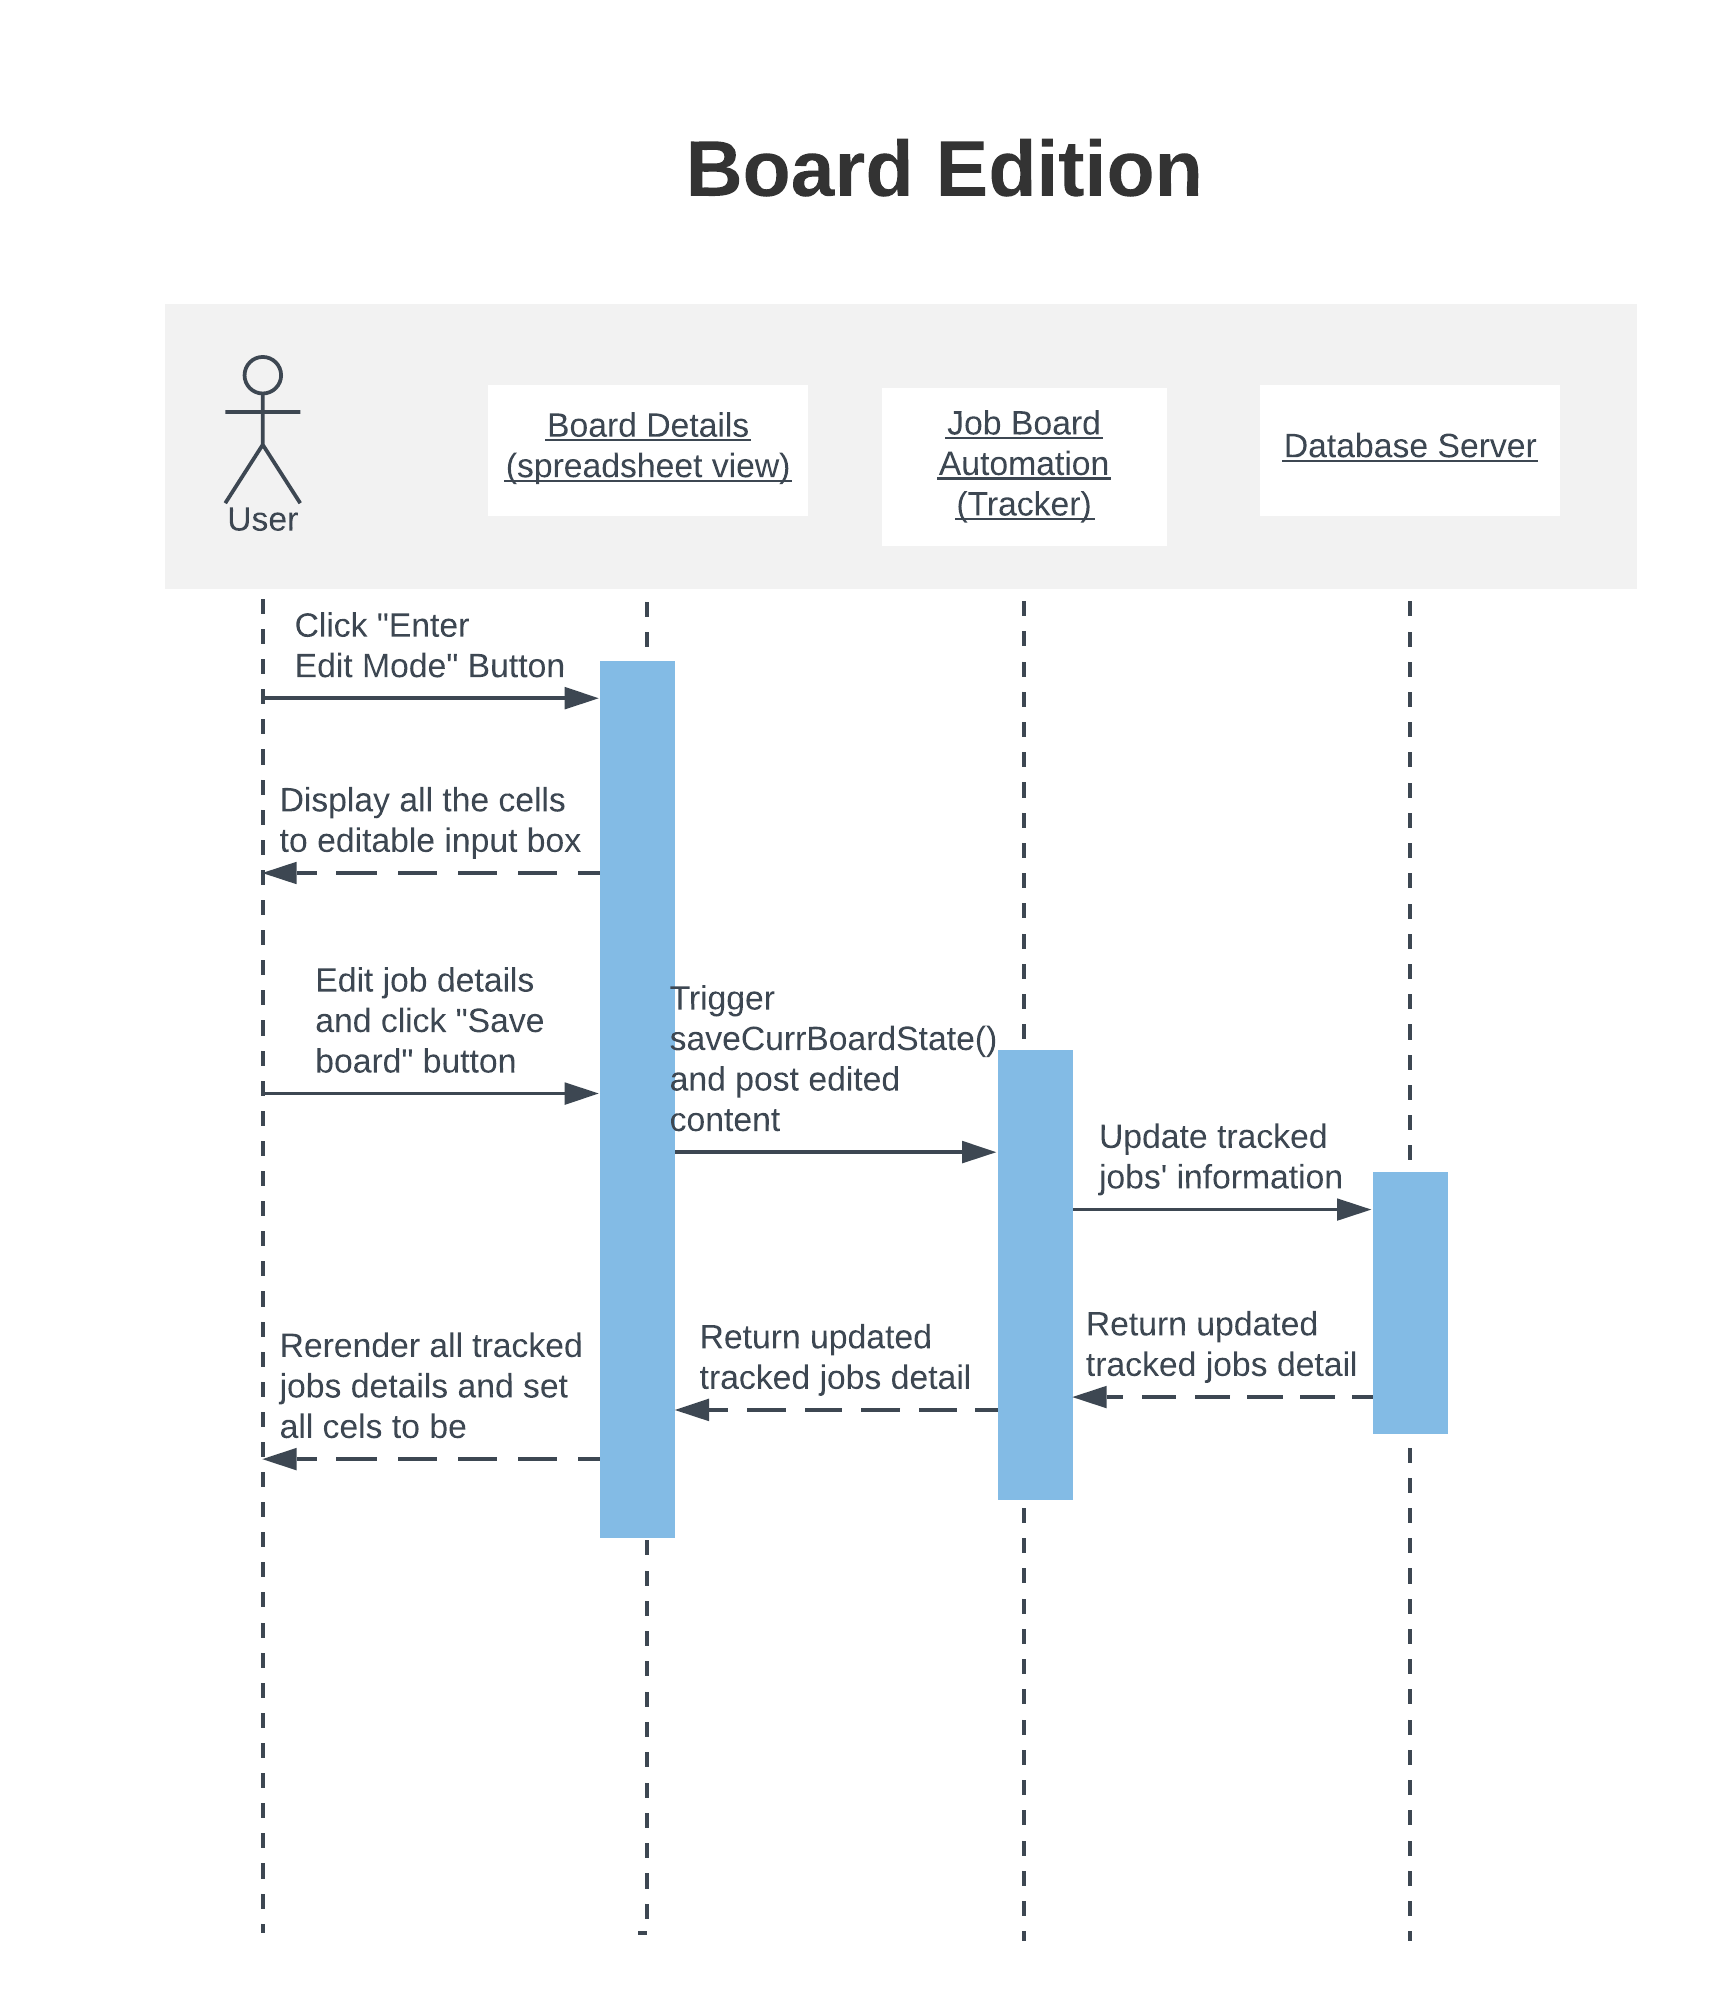 Board Edition
User
Board Details
(spreadsheet view)
Job Board
Automation
(Tracker)
Database Server
Click "Enter
Edit Mode" Button
Display all the cells
to editable input box
Edit job details
and click "Save
board" button
Trigger
saveCurrBoardState()
and post edited
content
Update tracked
jobs' information
Return updated
tracked jobs detail
Return updated
tracked jobs detail
Rerender all tracked
jobs details and set
all cels to be